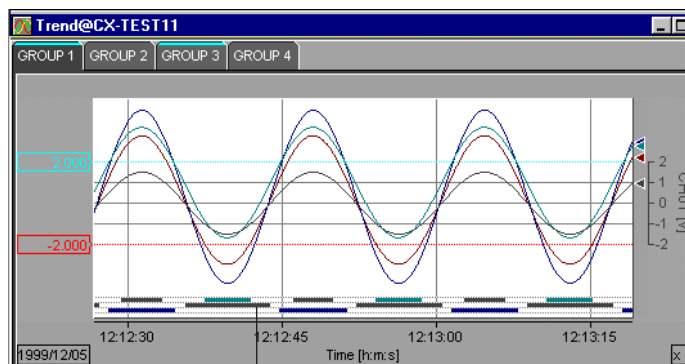 Trend@CX-TEST11
GROUP 1 GROUP 2 GROUP 3 GROUP 4
2.000
2
1
0
-1
-2.000
-2
CH01 [V]
12:12:30 12:12:45 12:13:00 12:13:15
1999/12/05 Time [h:m:s] x